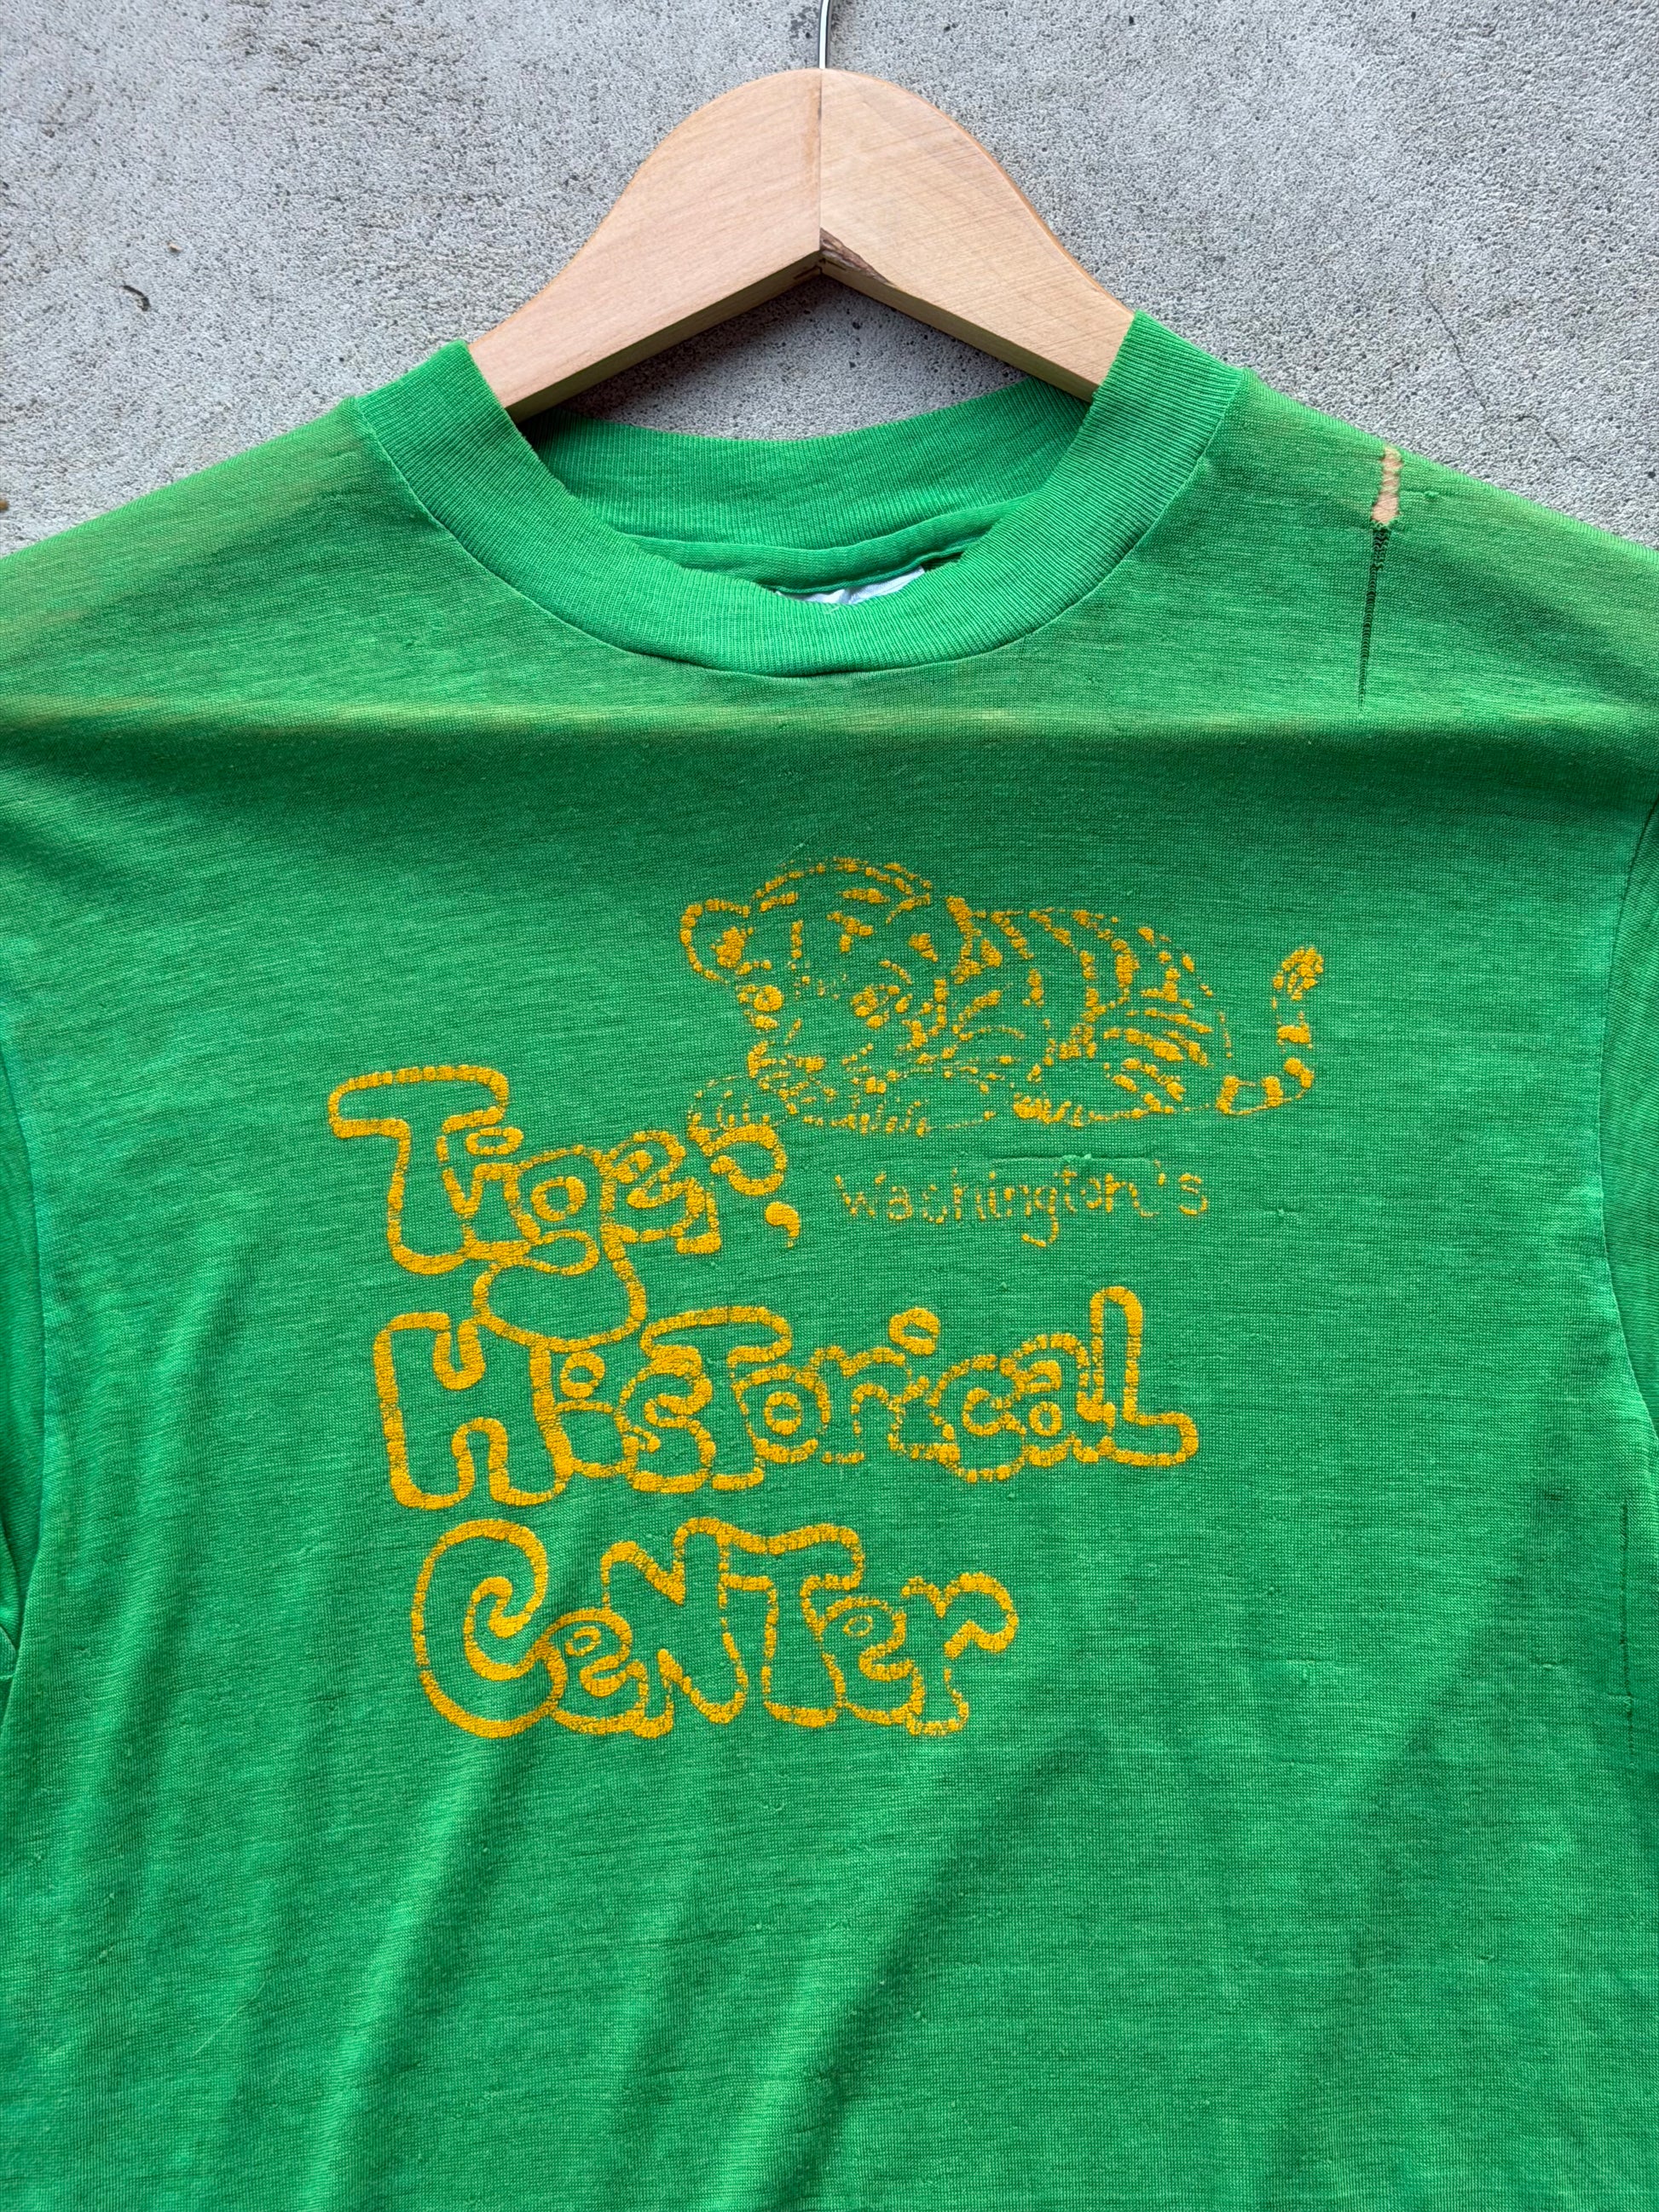 Tiger, Washington's
Historical
Center